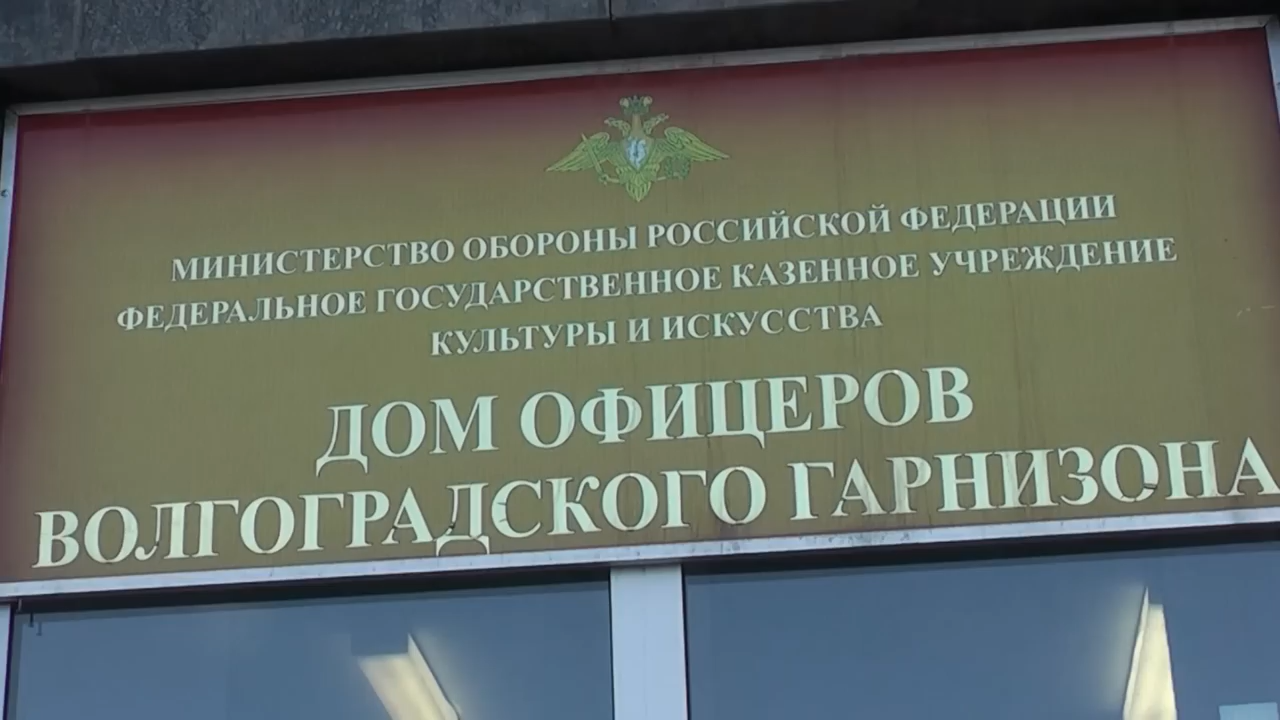 МИНИСТЕРСТВО ОБОРОНЫ РОССИЙСКОЙ ФЕДЕРАЦИИ
ФЕДЕРАЛЬНОЕ ГОСУДАРСТВЕННОЕ КАЗЕННОЕ УЧРЕЖДЕНИЕ
КУЛЬТУРЫ И ИСКУССТВА
ДОМ ОФИЦЕРОВ
ВОЛГОГРАДСКОГО ГАРНИЗОНА